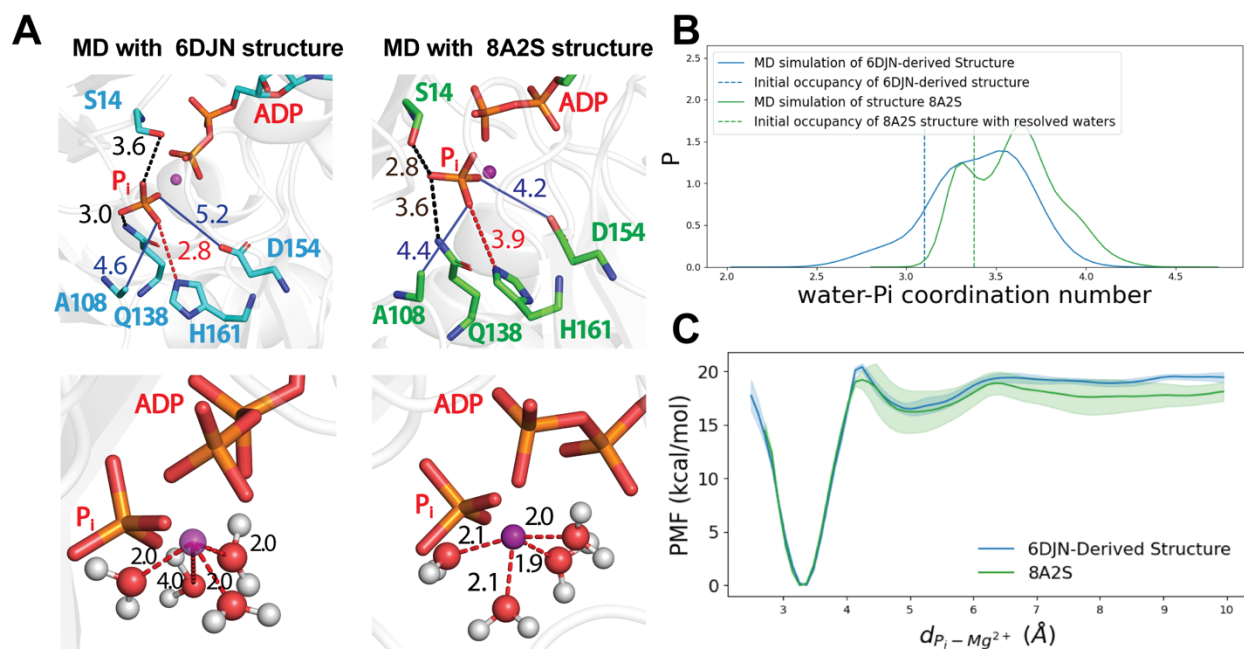 A
MD with 6DJN structure
MD with 8A2S structure
S14
ADP
3.6
Pi
3.0
5.2
2.8
4.6
D154
A108
Q138
H161
S14
ADP
2.8
Pi
4.2
3.6
4.4
3.9
D154
A108
Q138
H161
ADP
Pi
2.0
2.0
4.0
2.0
ADP
Pi
2.0
2.1
1.9
2.1
B
MD simulation of 6DJN-derived Structure
Initial occupancy of 6DJN-derived structure
MD simulation of structure 8A2S
Initial occupancy of 8A2S structure with resolved waters
P
2.5
2.0
1.5
1.0
0.5
0.0
2.0
2.5
3.0
3.5
4.0
4.5
water-Pi coordination number
C
PMF (kcal/mol)
20
15
10
5
0
6DJN-Derived Structure
8A2S
3
4
5
6
7
8
9
10
d Pi−Mg2+ (Å)